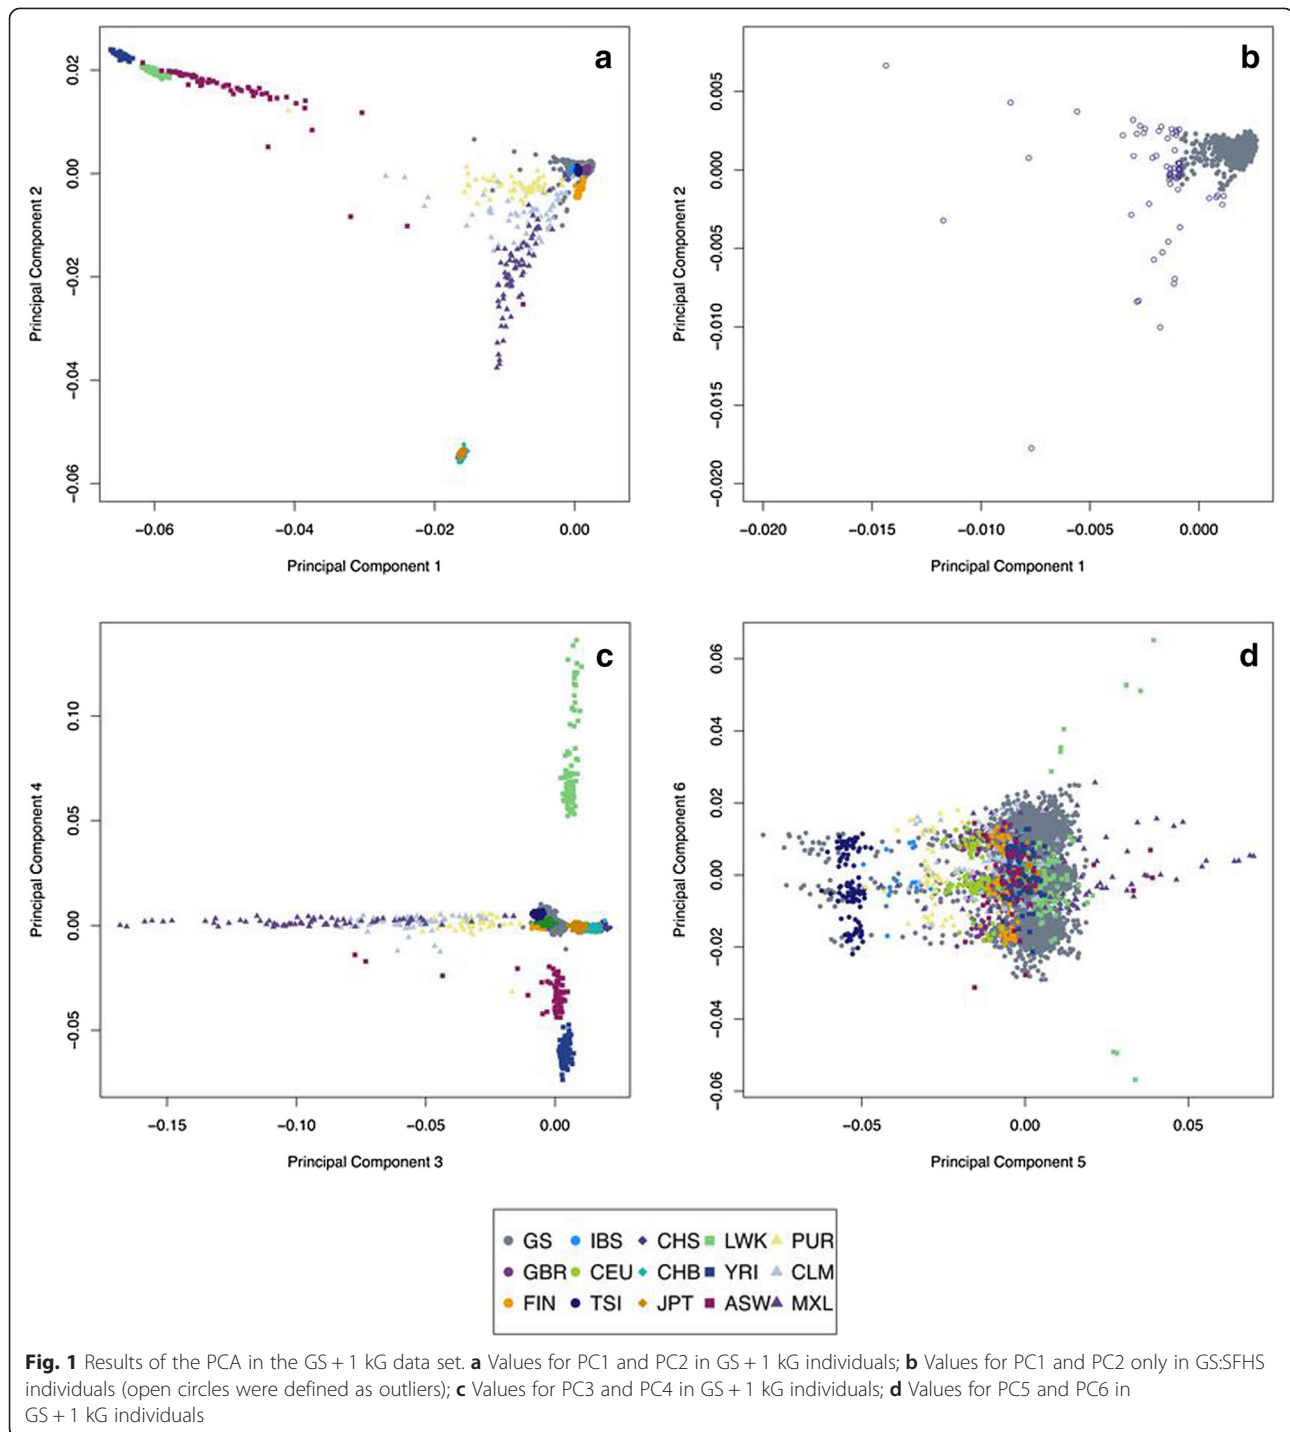 a
0.02
0.00
−0.02
−0.04
−0.06
Principal Component 2
−0.06 −0.04 −0.02 0.00
Principal Component 1
b
0.005
0.000
−0.005
−0.010
−0.015
−0.020
Principal Component 2
−0.020 −0.015 −0.010 −0.005 0.000
Principal Component 1
c
0.10
0.05
0.00
−0.05
Principal Component 4
−0.15 −0.10 −0.05 0.00
Principal Component 3
d
0.06
0.04
0.02
0.00
−0.02
−0.04
−0.06
Principal Component 6
−0.05 0.00 0.05
Principal Component 5
GS IBS CHS LWK PUR
GBR CEU CHB YRI CLM
FIN TSI JPT ASW MXL
Fig. 1 Results of the PCA in the GS + 1 kG data set. a Values for PC1 and PC2 in GS + 1 kG individuals; b Values for PC1 and PC2 only in GS:SFHS
individuals (open circles were defined as outliers); c Values for PC3 and PC4 in GS + 1 kG individuals; d Values for PC5 and PC6 in
GS + 1 kG individuals